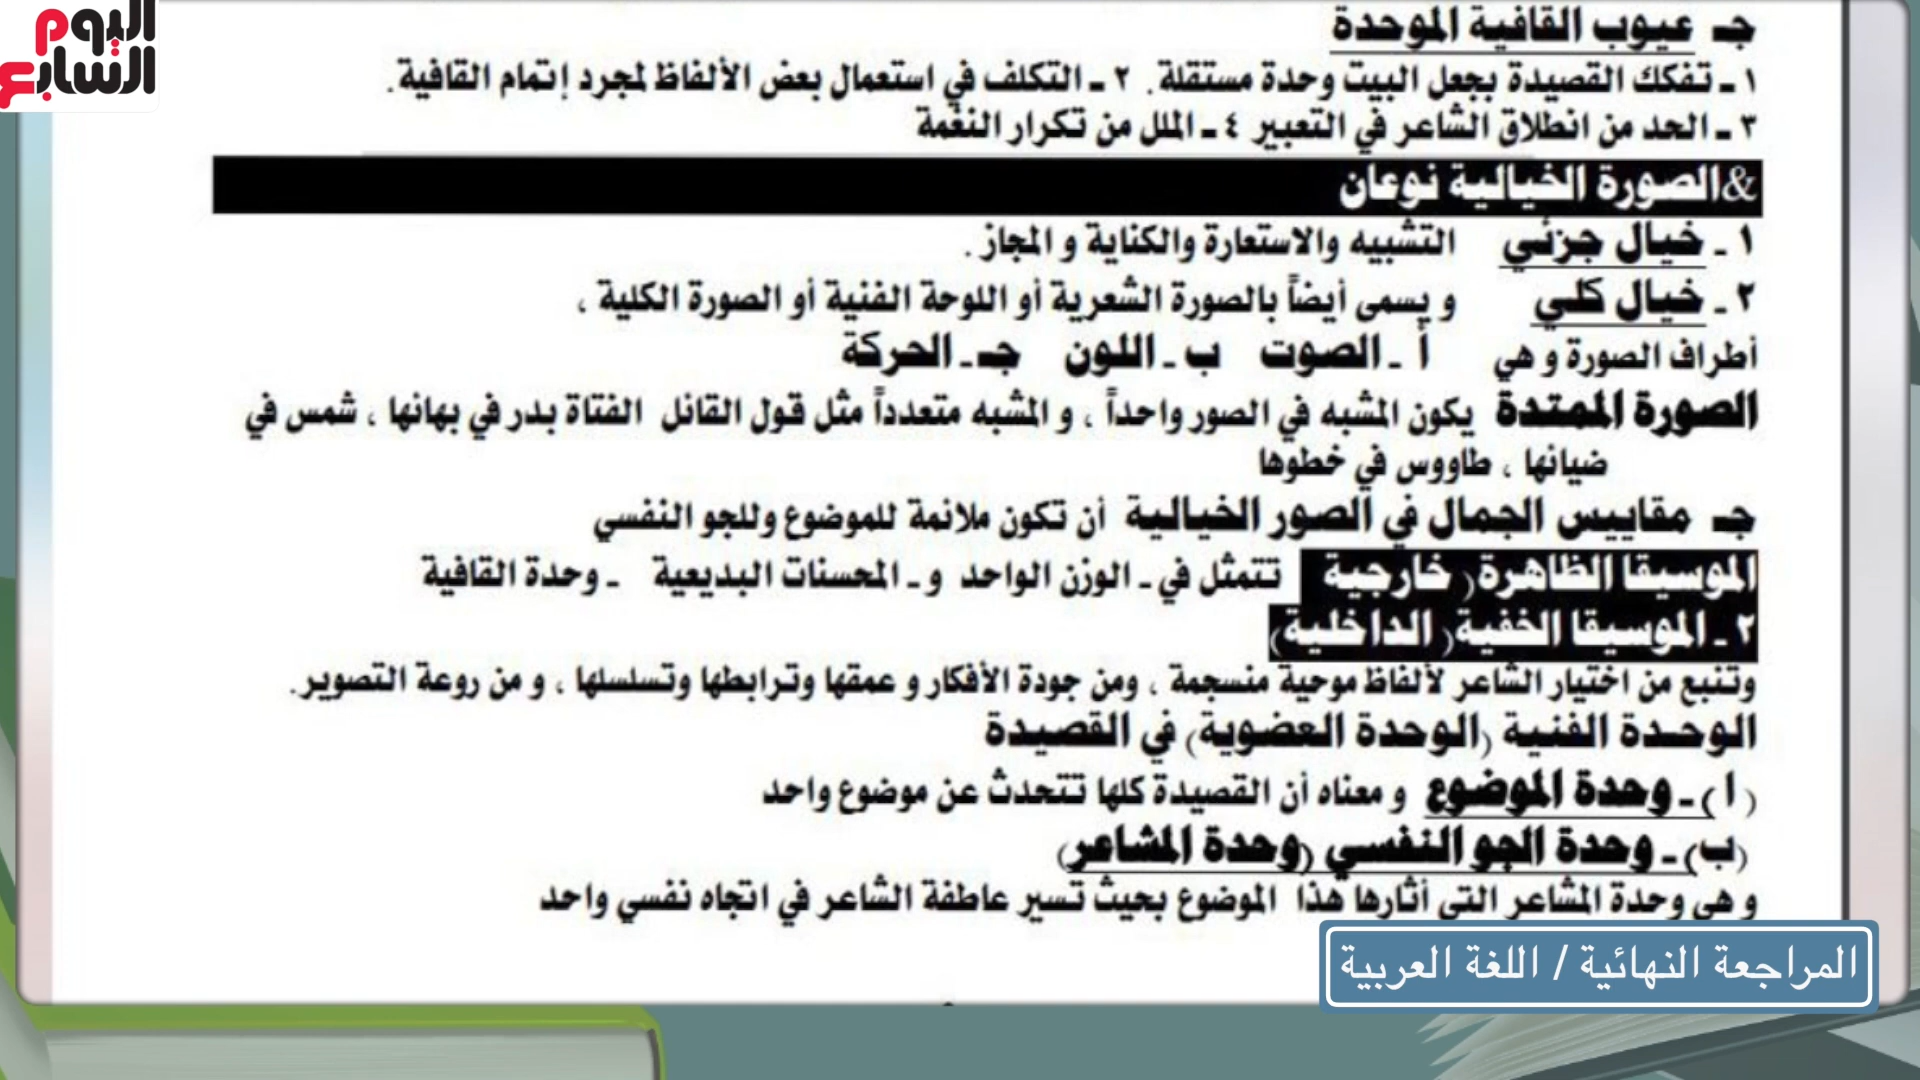 اليوم
السابع
جـ عيوب القافية الموحدة
١ ـ تفكك القصيدة بجعل البيت وحدة مستقلة. ٢ ـ التكلف في استعمال بعض الألفاظ لمجرد إتمام القافية.
٣ ـ الحد من انطلاق الشاعر في التعبير ٤ ـ الملل من تكرار النغمة
&الصورة الخيالية نوعان
١ ـ خيال جزئي التشبيه والاستعارة والكناية و المجاز.
٢ ـ خيال كلي و يسمى أيضاً بالصورة الشعرية أو اللوحة الفنية أو الصورة الكلية ،
أطراف الصورة و هي أ ـ الصوت ب ـ اللون جـ ـ الحركة
الصورة الممتدة يكون المشبه في الصور واحداً ، و المشبه متعدداً مثل قول القائل الفتاة بدر في بهائها ، شمس في
ضيائها ، طاووس في خطوها
جـ مقاييس الجمال في الصور الخيالية أن تكون ملائمة للموضوع وللجو النفسي
الموسيقا الظاهرة( خارجية تتمثل في ـ الوزن الواحد و ـ المحسنات البديعية ـ وحدة القافية
٢ ـ الموسيقا الخفية( الداخلية)
وتنبع من اختيار الشاعر لألفاظ موحية منسجمة ، ومن جودة الأفكار و عمقها وترابطها وتسلسلها ، و من روعة التصوير.
الوحدة الفنية (الوحدة العضوية) في القصيدة
(أ) ـ وحدة الموضوع و معناه أن القصيدة كلها تتحدث عن موضوع واحد
(ب) ـ وحدة الجو النفسي (وحدة المشاعر)
و هي وحدة المشاعر التي أثارها هذا الموضوع بحيث تسير عاطفة الشاعر في اتجاه نفسي واحد
المراجعة النهائية / اللغة العربية